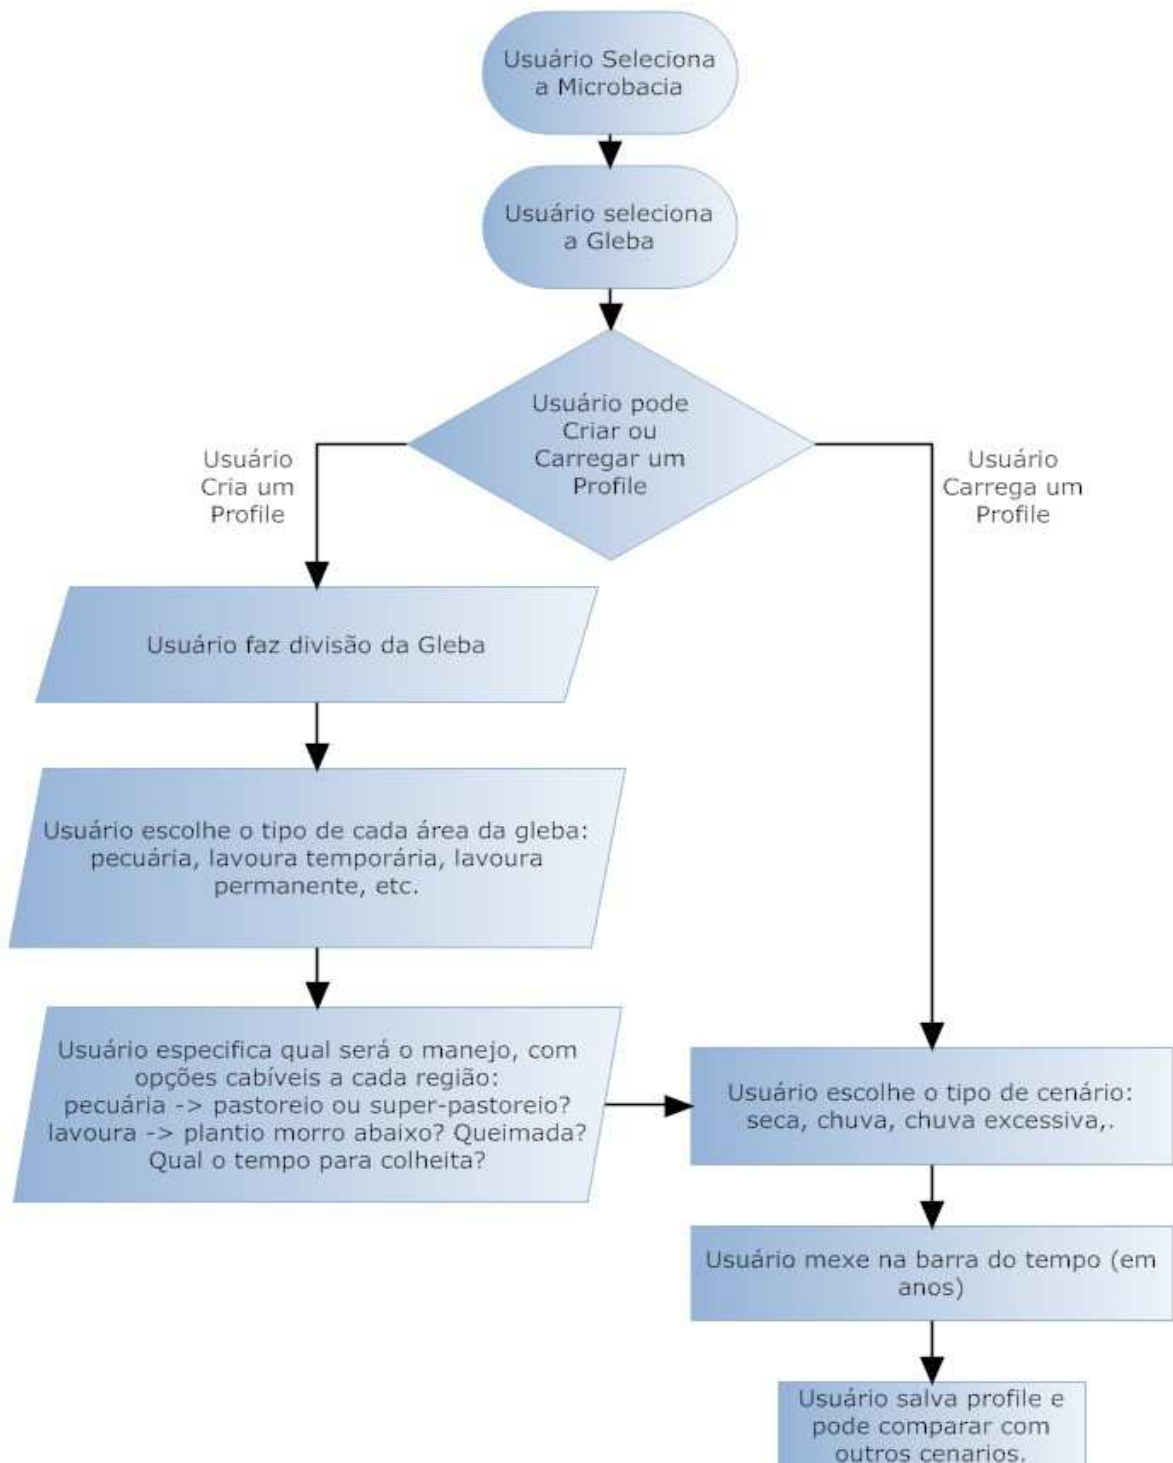 Usuário Seleciona
a Microbacia
Usuário seleciona
a Gleba
Usuário pode
Criar ou
Carregar um
Profile
Usuário
Cria um
Profile
Usuário
Carrega um
Profile
Usuário faz divisão da Gleba
Usuário escolhe o tipo de cada área da gleba:
pecuária, lavoura temporária, lavoura
permanente, etc.
Usuário especifica qual será o manejo, com
opções cabíveis a cada região:
pecuária -> pastoreio ou super-pastoreio?
lavoura -> plantio morro abaixo? Queimada?
Qual o tempo para colheita?
Usuário escolhe o tipo de cenário:
seca, chuva, chuva excessiva,.
Usuário mexe na barra do tempo (em
anos)
Usuário salva profile e
pode comparar com
outros cenarios.